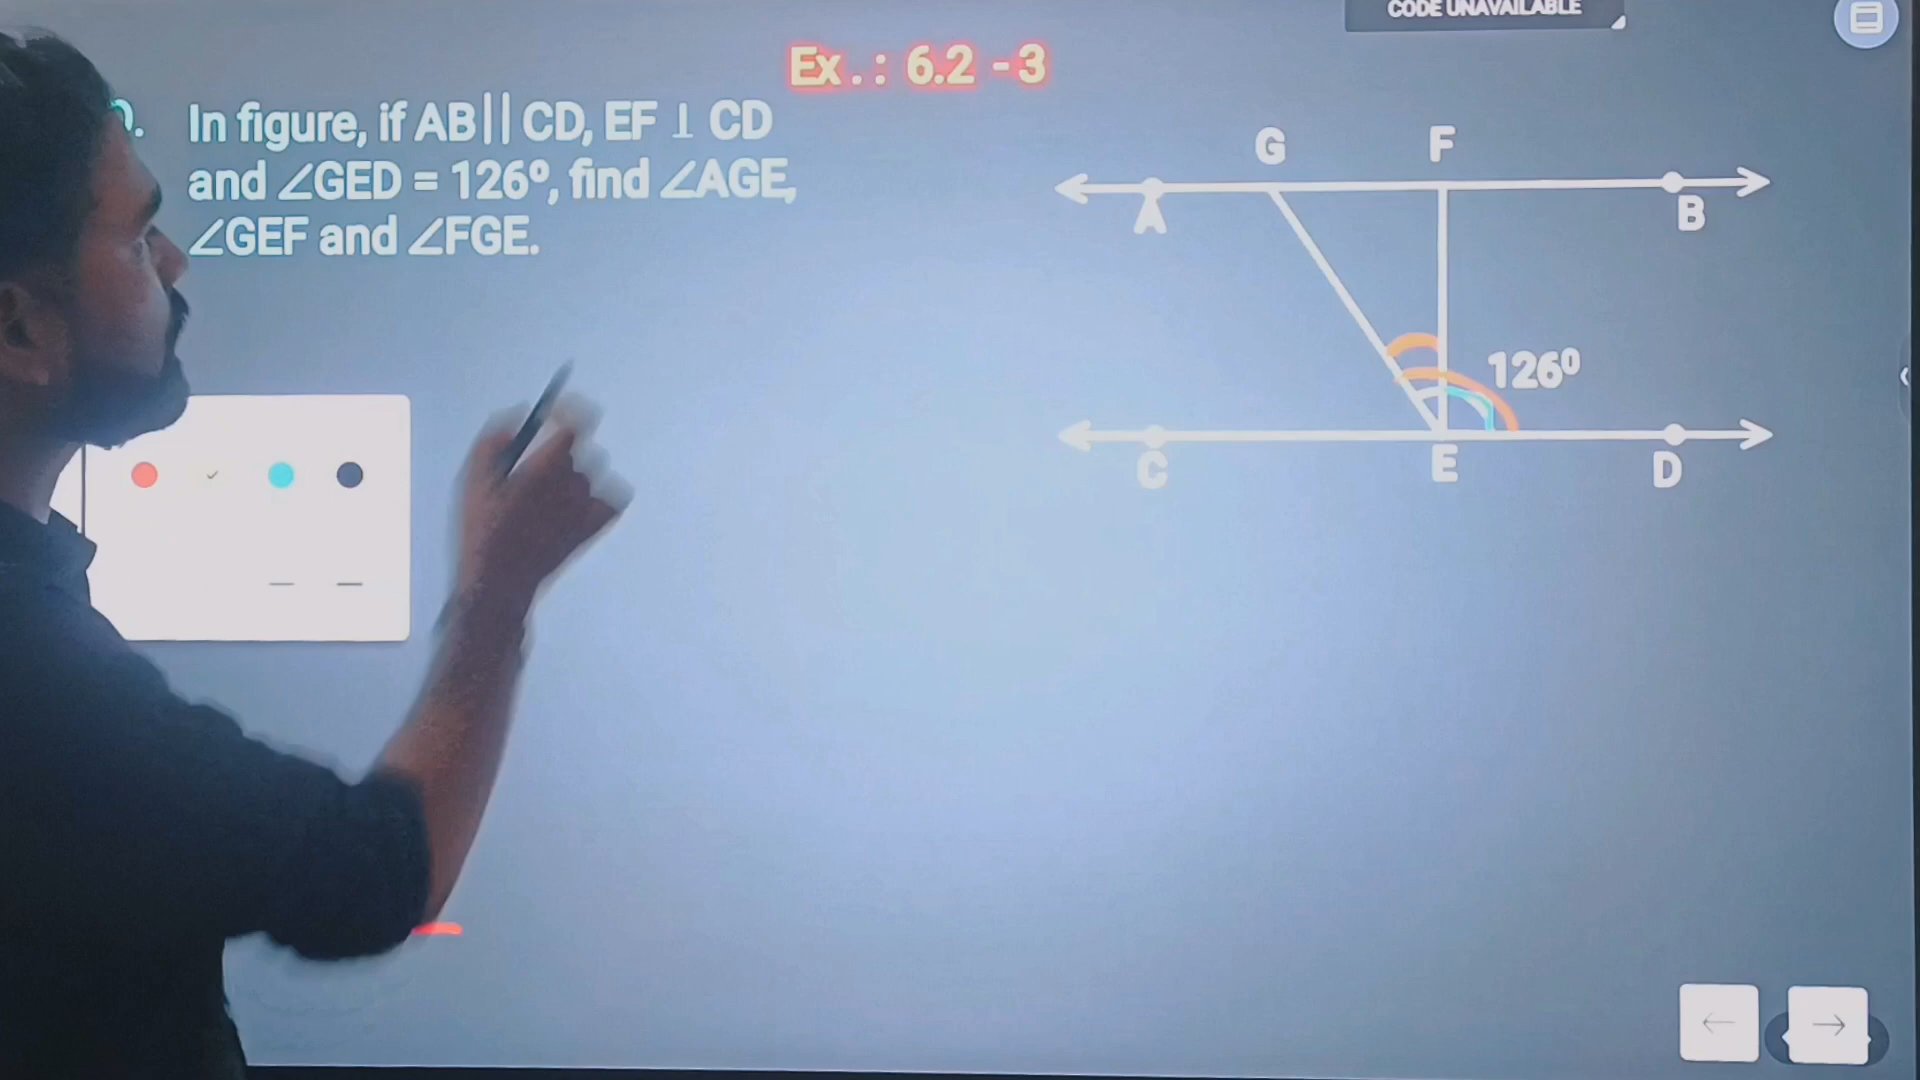 CODE UNAVAILABLE
Ex.: 6.2 - 3
In figure, if AB || CD, EF ⊥ CD
and ∠GED = 126⁰, find ∠AGE,
∠GEF and ∠FGE.
G F
A B
126⁰
C E D